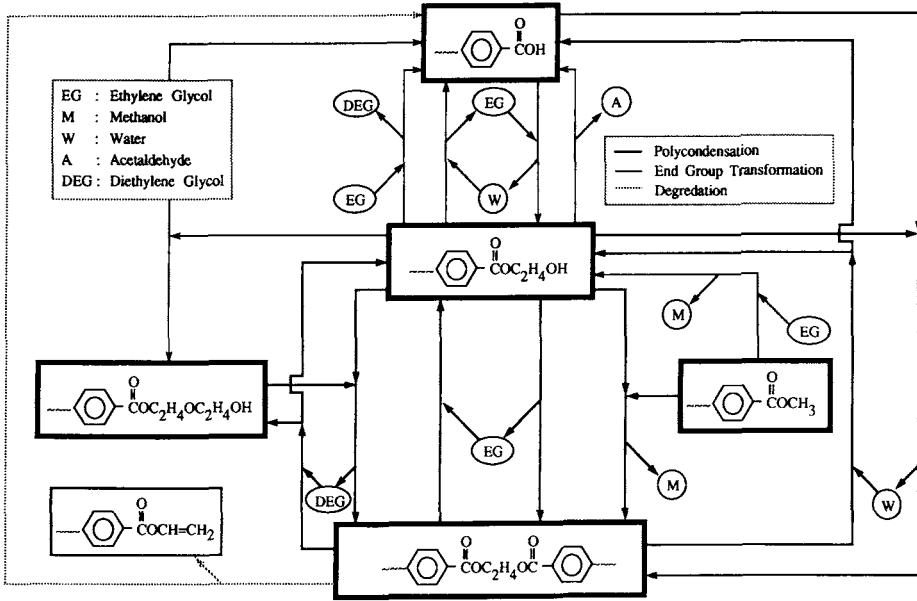 O
COH
EG : Ethylene Glycol
M : Methanol
W : Water
A : Acetaldehyde
DEG : Diethylene Glycol
DEG
EG
A
Polycondensation
End Group Transformation
Degredation
EG
W
O
COC2H4OH
M
EG
O
COC2H4OC2H4OH
O
COCH3
EG
DEG
M
W
O
COCH=CH2
O O
COC2H4OC